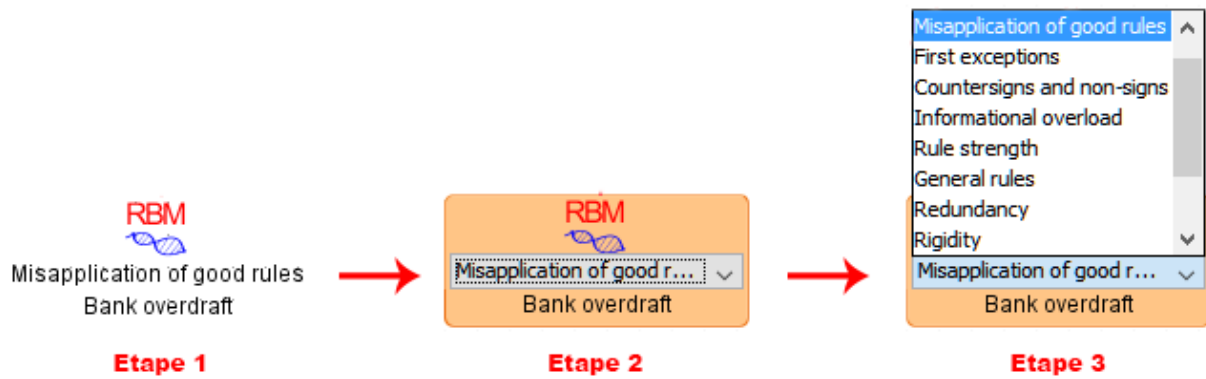 RBM
Misapplication of good rules
Bank overdraft
Etape 1
RBM
Misapplication of good r...
Bank overdraft
Etape 2
Misapplication of good rules
First exceptions
Countersigns and non-signs
Informational overload
Rule strength
General rules
Redundancy
Rigidity
Misapplication of good r...
Bank overdraft
Etape 3